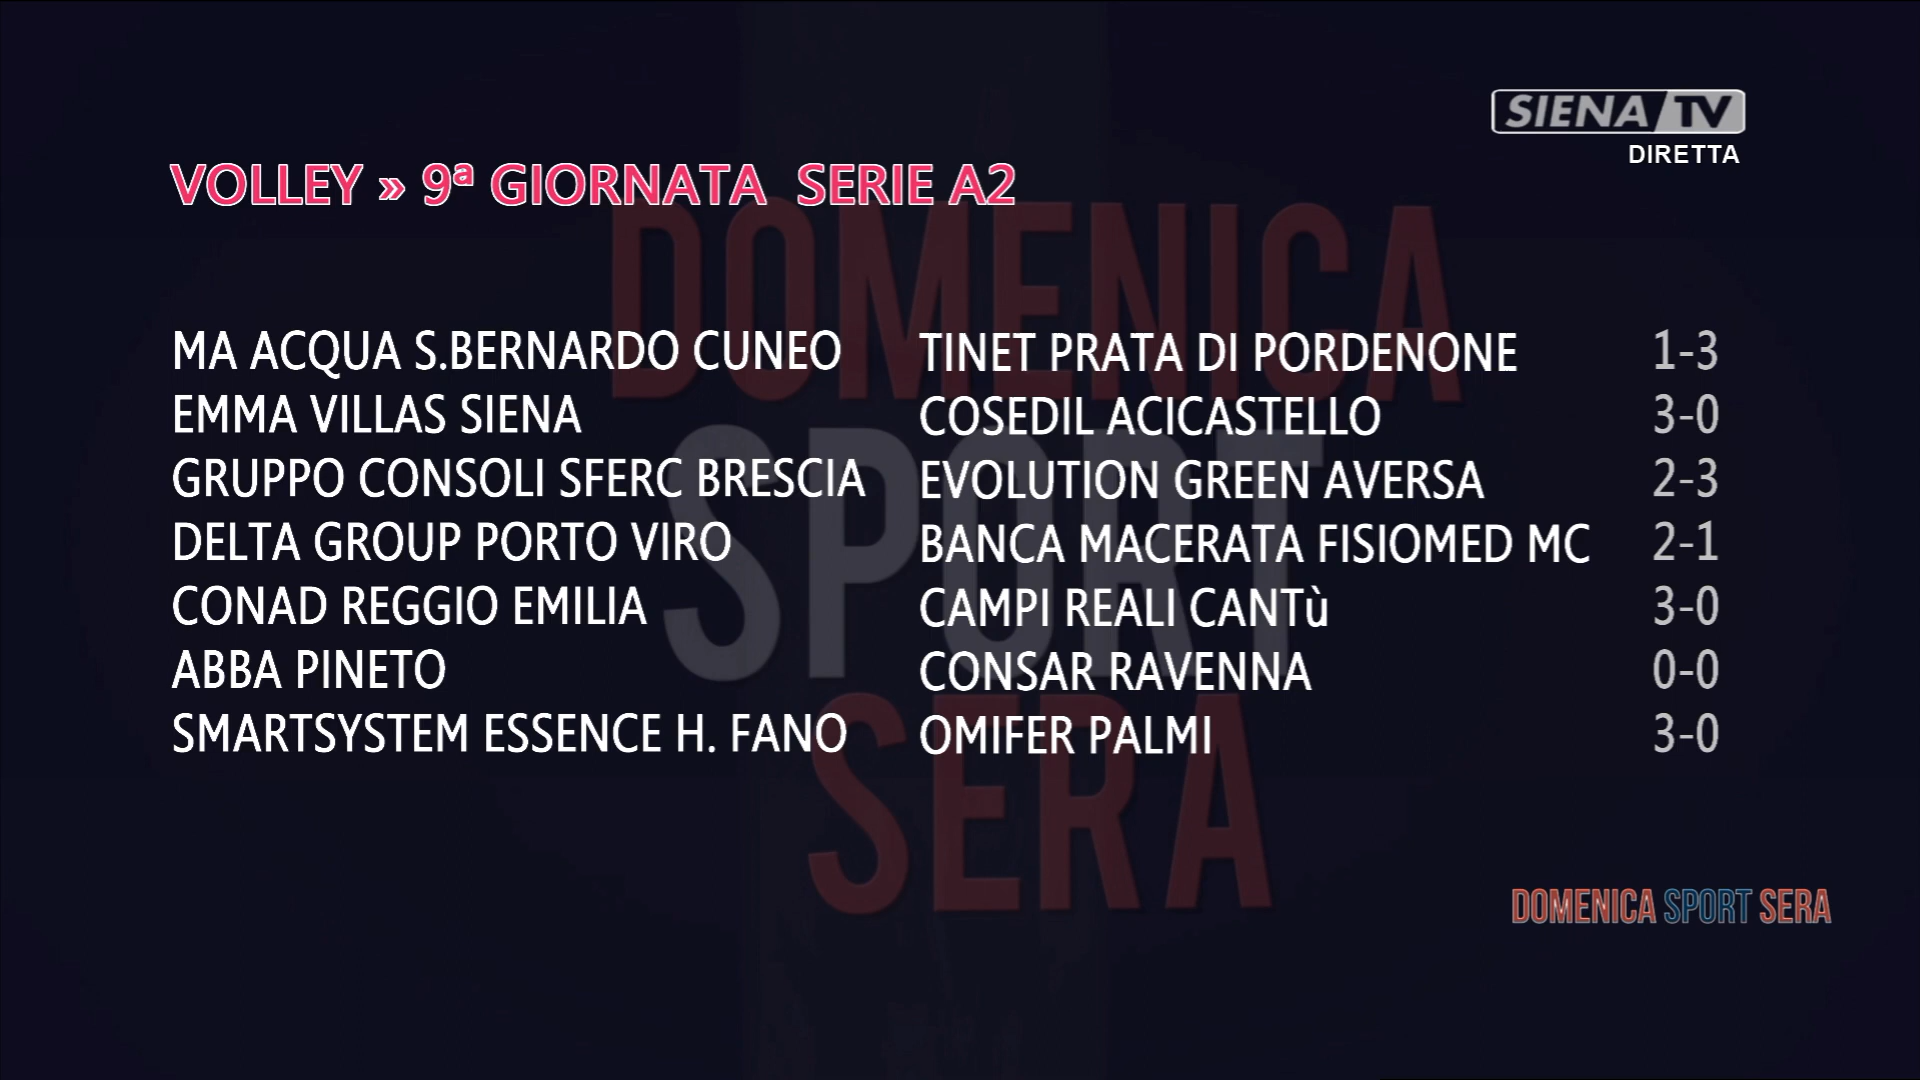 SIENA TV
DIRETTA
VOLLEY » 9ª GIORNATA SERIE A2
MA ACQUA S.BERNARDO CUNEO TINET PRATA DI PORDENONE 1-3
EMMA VILLAS SIENA COSEDIL ACICASTELLO 3-0
GRUPPO CONSOLI SFERC BRESCIA EVOLUTION GREEN AVERSA 2-3
DELTA GROUP PORTO VIRO BANCA MACERATA FISIOMED MC 2-1
CONAD REGGIO EMILIA CAMPI REALI CANTù 3-0
ABBA PINETO CONSAR RAVENNA 0-0
SMARTSYSTEM ESSENCE H. FANO OMIFER PALMI 3-0
DOMENICA
SPORT
SERA
DOMENICA SPORT SERA